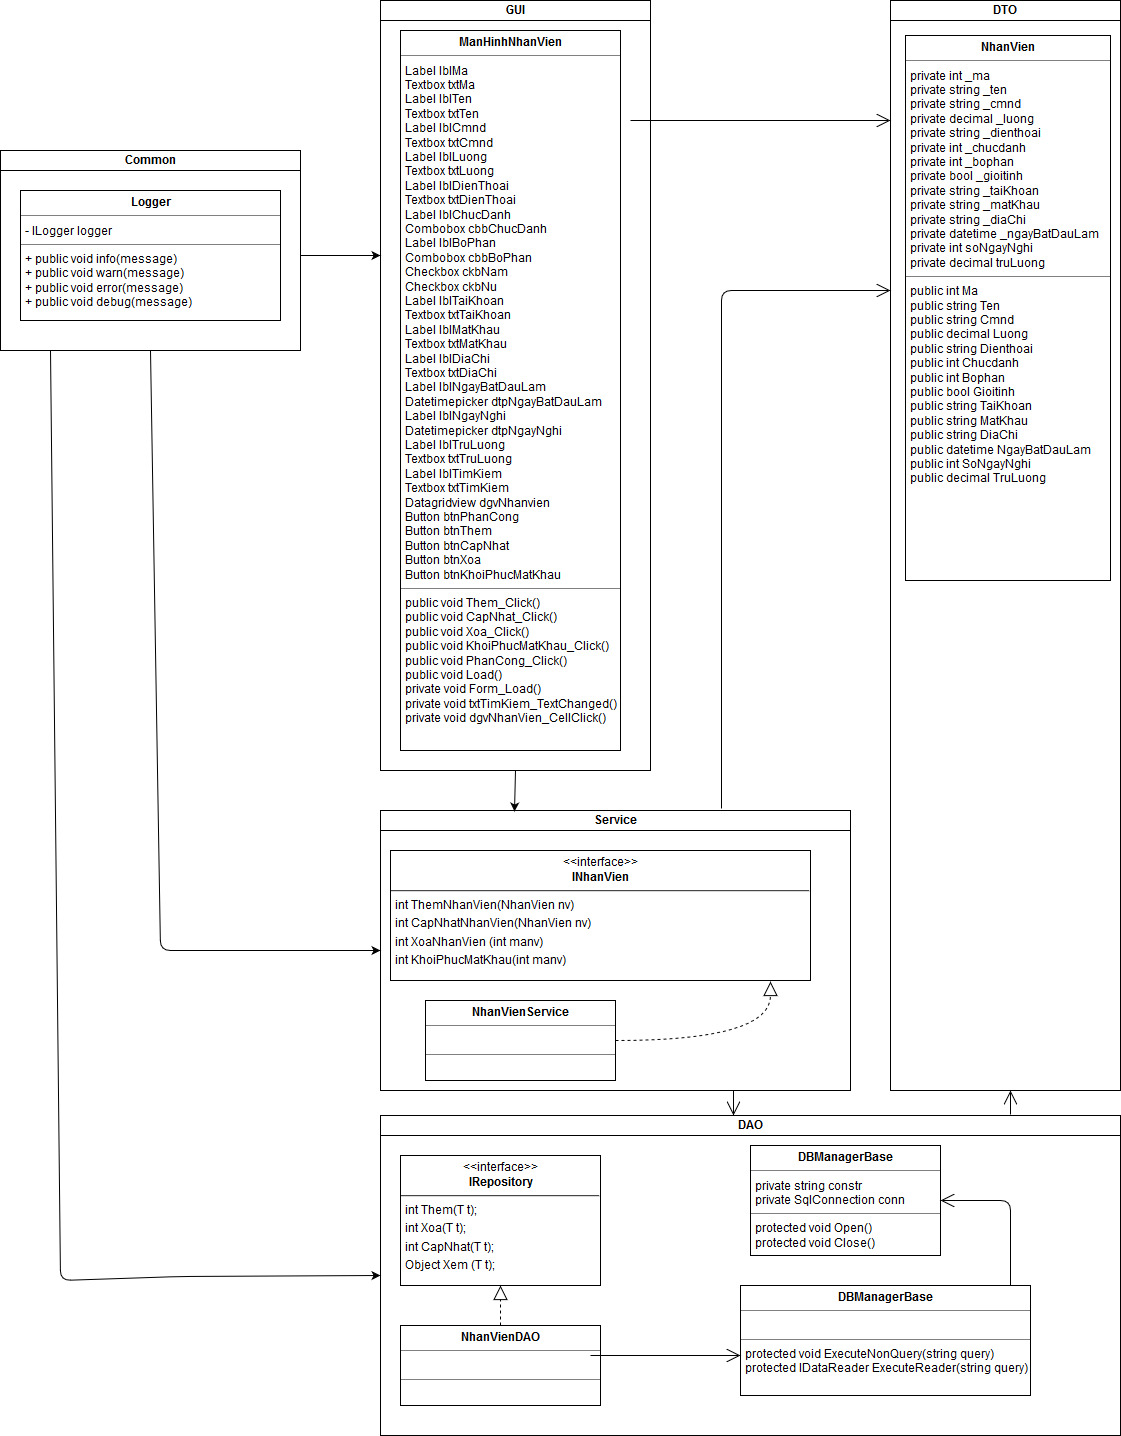 GUI
ManHinhNhanVien
Label lblMa
Textbox txtMa
Label lblTen
Textbox txtTen
Label lblCmnd
Textbox txtCmnd
Label lblLuong
Textbox txtLuong
Label lblDienThoai
Textbox txtDienThoai
Label lblChucDanh
Combobox cbbChucDanh
Label lblBoPhan
Combobox cbbBoPhan
Checkbox ckbNam
Checkbox ckbNu
Label lblTaiKhoan
Textbox txtTaiKhoan
Label lblMatKhau
Textbox txtMatKhau
Label lblDiaChi
Textbox txtDiaChi
Label lblNgayBatDauLam
Datetimepicker dtpNgayBatDauLam
Label lblNgayNghi
Datetimepicker dtpNgayNghi
Label lblTruLuong
Textbox txtTruLuong
Label lblTimKiem
Textbox txtTimKiem
Datagridview dgvNhanvien
Button btnPhanCong
Button btnThem
Button btnCapNhat
Button btnXoa
Button btnKhoiPhucMatKhau
public void Them_Click()
public void CapNhat_Click()
public void Xoa_Click()
public void KhoiPhucMatKhau_Click()
public void PhanCong_Click()
public void Load()
private void Form_Load()
private void txtTimKiem_TextChanged()
private void dgvNhanVien_CellClick()
DTO
NhanVien
private int _ma
private string _ten
private string _cmnd
private decimal _luong
private string _dienthoai
private int _chucdanh
private int _bophan
private bool _gioitinh
private string _taiKhoan
private string _matKhau
private string _diaChi
private datetime _ngayBatDauLam
private int soNgayNghi
private decimal truLuong
public int Ma
public string Ten
public string Cmnd
public decimal Luong
public string Dienthoai
public int Chucdanh
public int Bophan
public bool Gioitinh
public string TaiKhoan
public string MatKhau
public string DiaChi
public datetime NgayBatDauLam
public int SoNgayNghi
public decimal TruLuong
Common
Logger
- ILogger logger
+ public void info(message)
+ public void warn(message)
+ public void error(message)
+ public void debug(message)
Service
<<interface>>
INhanVien
int ThemNhanVien(NhanVien nv)
int CapNhatNhanVien(NhanVien nv)
int XoaNhanVien (int manv)
int KhoiPhucMatKhau(int manv)
NhanVienService
DAO
<<interface>>
IRepository
int Them(T t);
int Xoa(T t);
int CapNhat(T t);
Object Xem (T t);
NhanVienDAO
DBManagerBase
private string constr
private SqlConnection conn
protected void Open()
protected void Close()
DBManagerBase
protected void ExecuteNonQuery(string query)
protected IDataReader ExecuteReader(string query)